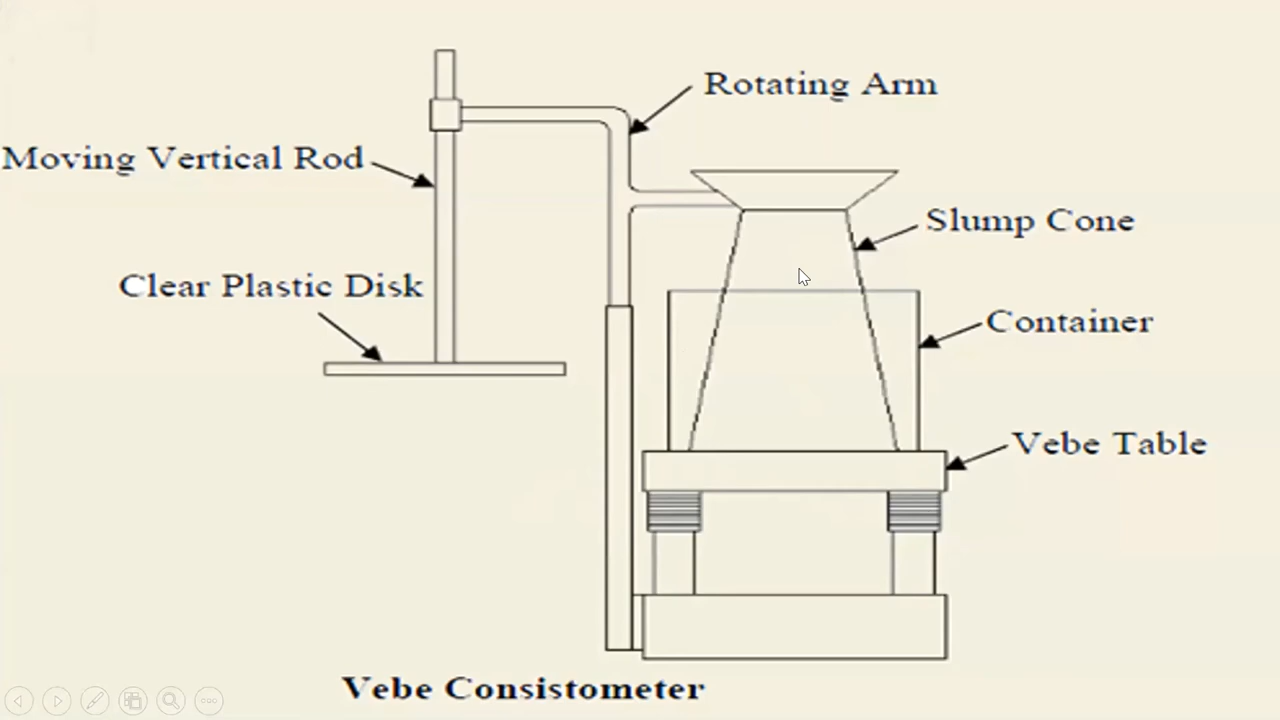 Rotating Arm
Moving Vertical Rod
Slump Cone
Clear Plastic Disk
Container
Vebe Table
Vebe Consistometer